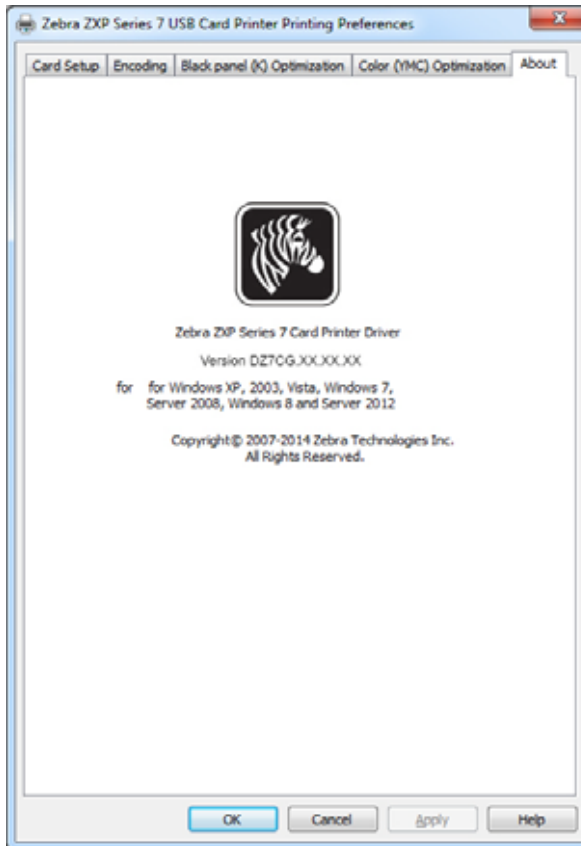 Zebra ZXP Series 7 USB Card Printer Printing Preferences
Card Setup
Encoding
Black panel (K) Optimization
Color (YMC) Optimization
About
Zebra ZXP Series 7 Card Printer Driver
Version DZ7CG.XX.XX.XX
for for Windows XP, 2003, Vista, Windows 7,
Server 2008, Windows 8 and Server 2012
Copyright© 2007-2014 Zebra Technologies Inc.
All Rights Reserved.
OK
Cancel
Apply
Help